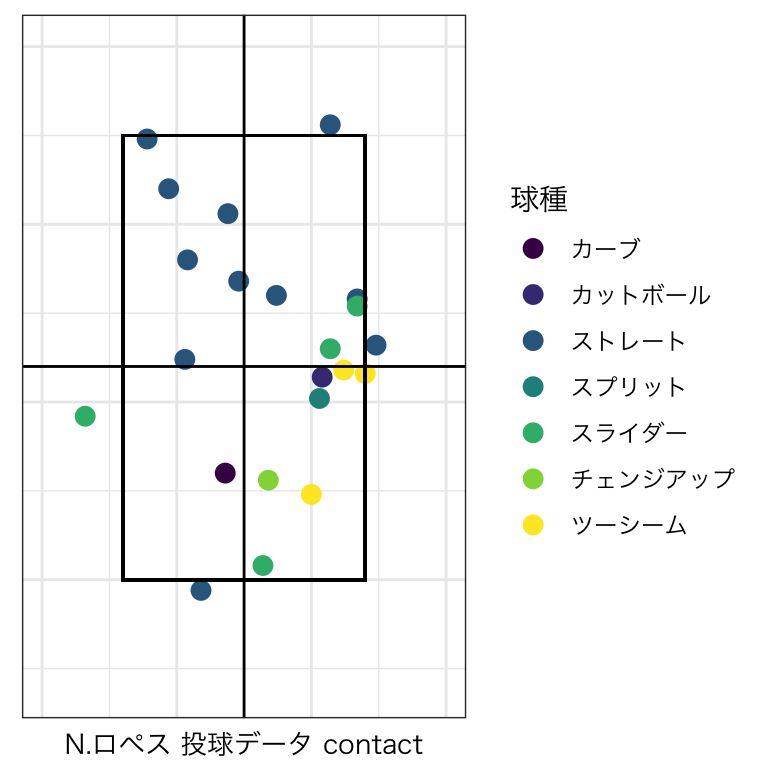 球種
カーブ
カットボール
ストレート
スプリット
スライダー
チェンジアップ
ツーシーム
N.ロペス 投球データ contact